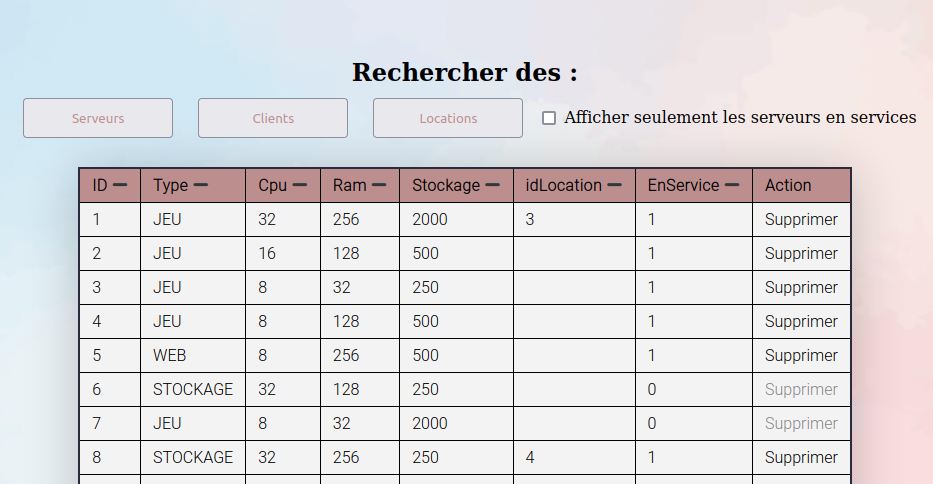 Rechercher des :
Serveurs Clients Locations Afficher seulement les serveurs en services
ID Type Cpu Ram Stockage idLocation EnService Action
1 JEU 32 256 2000 3 1 Supprimer
2 JEU 16 128 500 1 Supprimer
3 JEU 8 32 250 1 Supprimer
4 JEU 8 128 500 1 Supprimer
5 WEB 8 256 500 1 Supprimer
6 STOCKAGE 32 128 250 0 Supprimer
7 JEU 8 32 2000 0 Supprimer
8 STOCKAGE 32 256 250 4 1 Supprimer